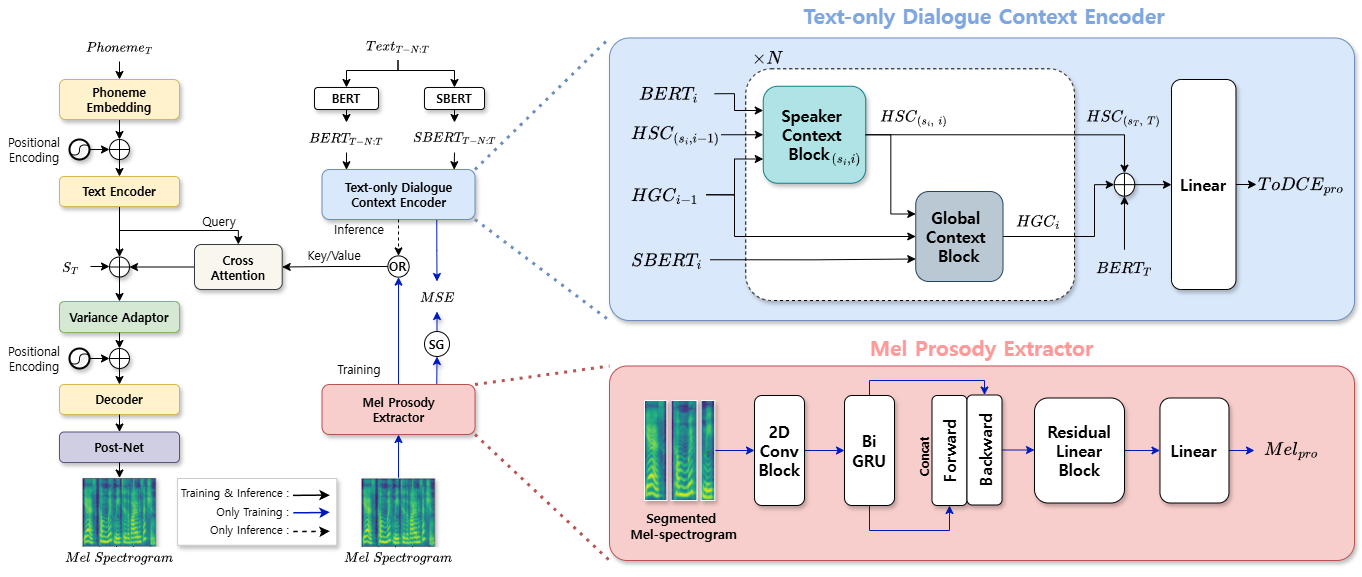 Phoneme_T
Phoneme
Embedding
Positional
Encoding
Text Encoder
Query
S_T
Cross
Attention
Key/Value
Variance Adaptor
Positional
Encoding
Decoder
Post-Net
Mel Spectrogram
Text_{T-N:T}
BERT
SBERT
BERT_{T-N:T}
SBERT_{T-N:T}
Text-only Dialogue
Context Encoder
Inference
OR
MSE
SG
Training
Mel Prosody
Extractor
Mel Spectrogram
Training & Inference :
Only Training :
Only Inference :
Text-only Dialogue Context Encoder
×N
BERT_i
HSC_{(s_i,i-1)}
HGC_{i-1}
SBERT_i
Speaker
Context
Block_{(s_i,i)}
HSC_{(s_i, i)}
HSC_{(s_T, T)}
Global
Context
Block
HGC_i
BERT_T
Linear
ToDCE_{pro}
Mel Prosody Extractor
Segmented
Mel-spectrogram
2D
Conv
Block
Bi
GRU
Concat
Forward
Backward
Residual
Linear
Block
Linear
Mel_{pro}